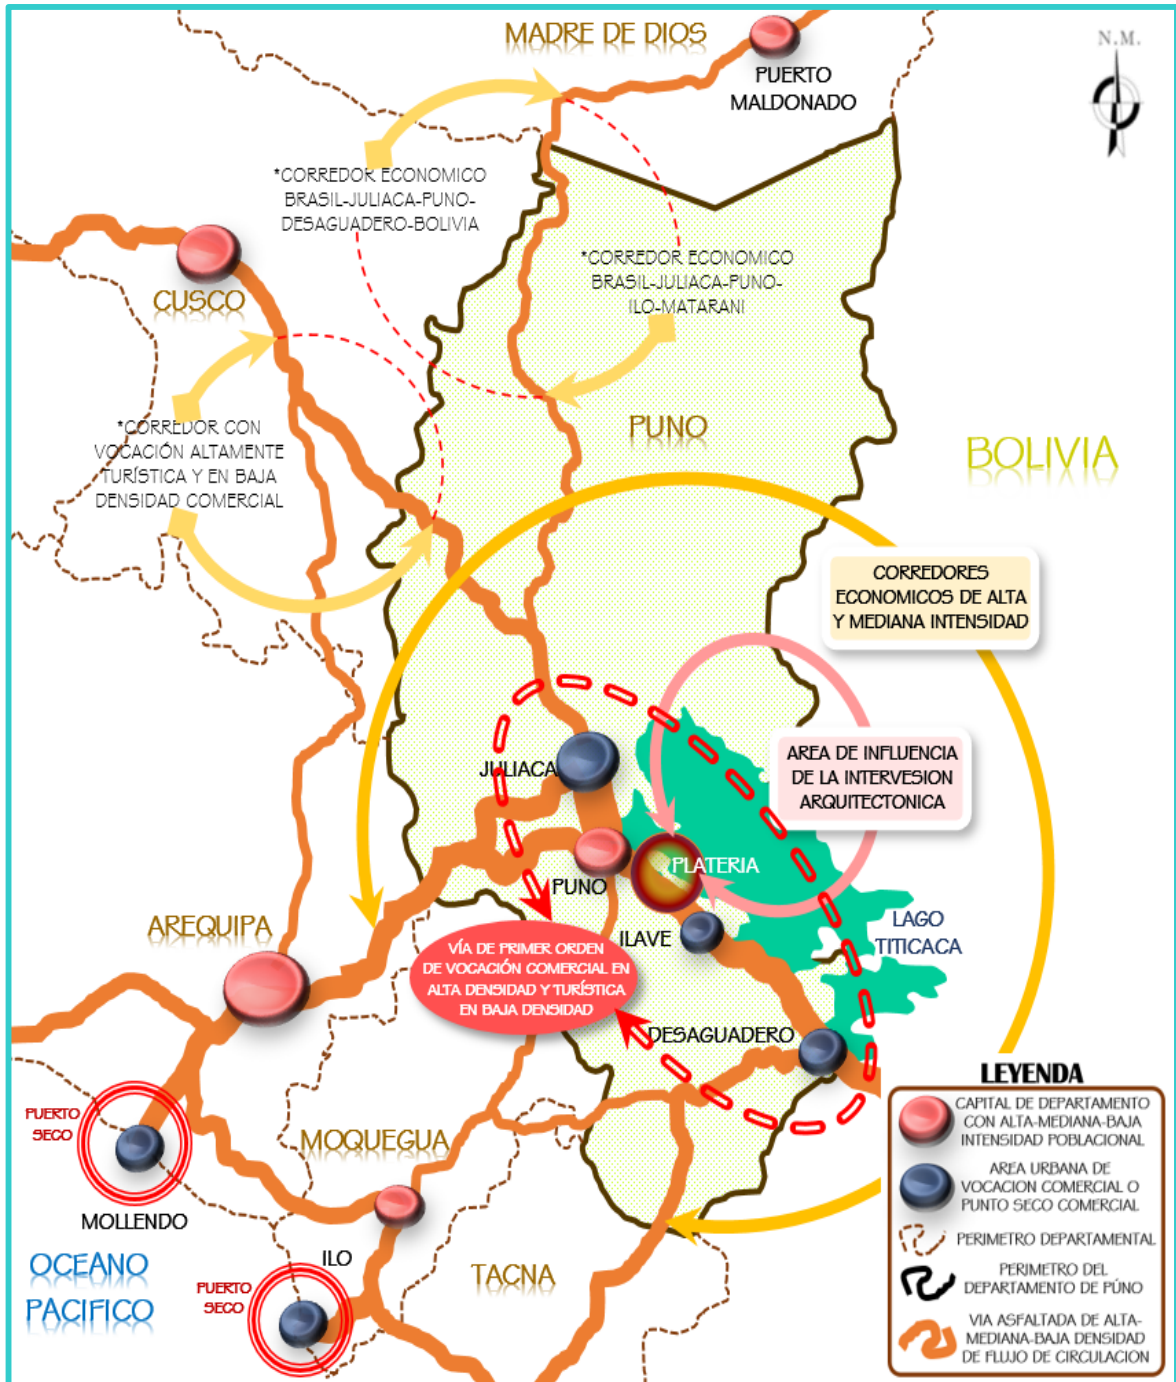 MADRE DE DIOS
N.M.
PUERTO
MALDONADO
*CORREDOR ECONOMICO
BRASIL-JULIACA-PUNO-
DESAGUADERO-BOLIVIA
*CORREDOR ECONOMICO
BRASIL-JULIACA-PUNO-
ILO-MATARANI
CUSCO
*CORREDOR CON
VOCACIÓN ALTAMENTE
TURÍSTICA Y EN BAJA
DENSIDAD COMERCIAL
PUNO
BOLIVIA
CORREDORES
ECONOMICOS DE ALTA
Y MEDIANA INTENSIDAD
AREA DE INFLUENCIA
DE LA INTERVESION
ARQUITECTONICA
JULIACA
PLATERIA
PUNO
AREQUIPA
ILAVE
LAGO
TITICACA
VÍA DE PRIMER ORDEN
DE VOCACIÓN COMERCIAL EN
ALTA DENSIDAD Y TURÍSTICA
EN BAJA DENSIDAD
DESAGUADERO
PUERTO
SECO
MOQUEGUA
MOLLENDO
ILO
OCEANO
PACIFICO
PUERTO
SECO
TACNA
LEYENDA
CAPITAL DE DEPARTAMENTO
CON ALTA-MEDIANA-BAJA
INTENSIDAD POBLACIONAL
AREA URBANA DE
VOCACION COMERCIAL O
PUNTO SECO COMERCIAL
PERIMETRO DEPARTAMENTAL
PERIMETRO DEL
DEPARTAMENTO DE PÚNO
VIA ASFALTADA DE ALTA-
MEDIANA-BAJA DENSIDAD
DE FLUJO DE CIRCULACION